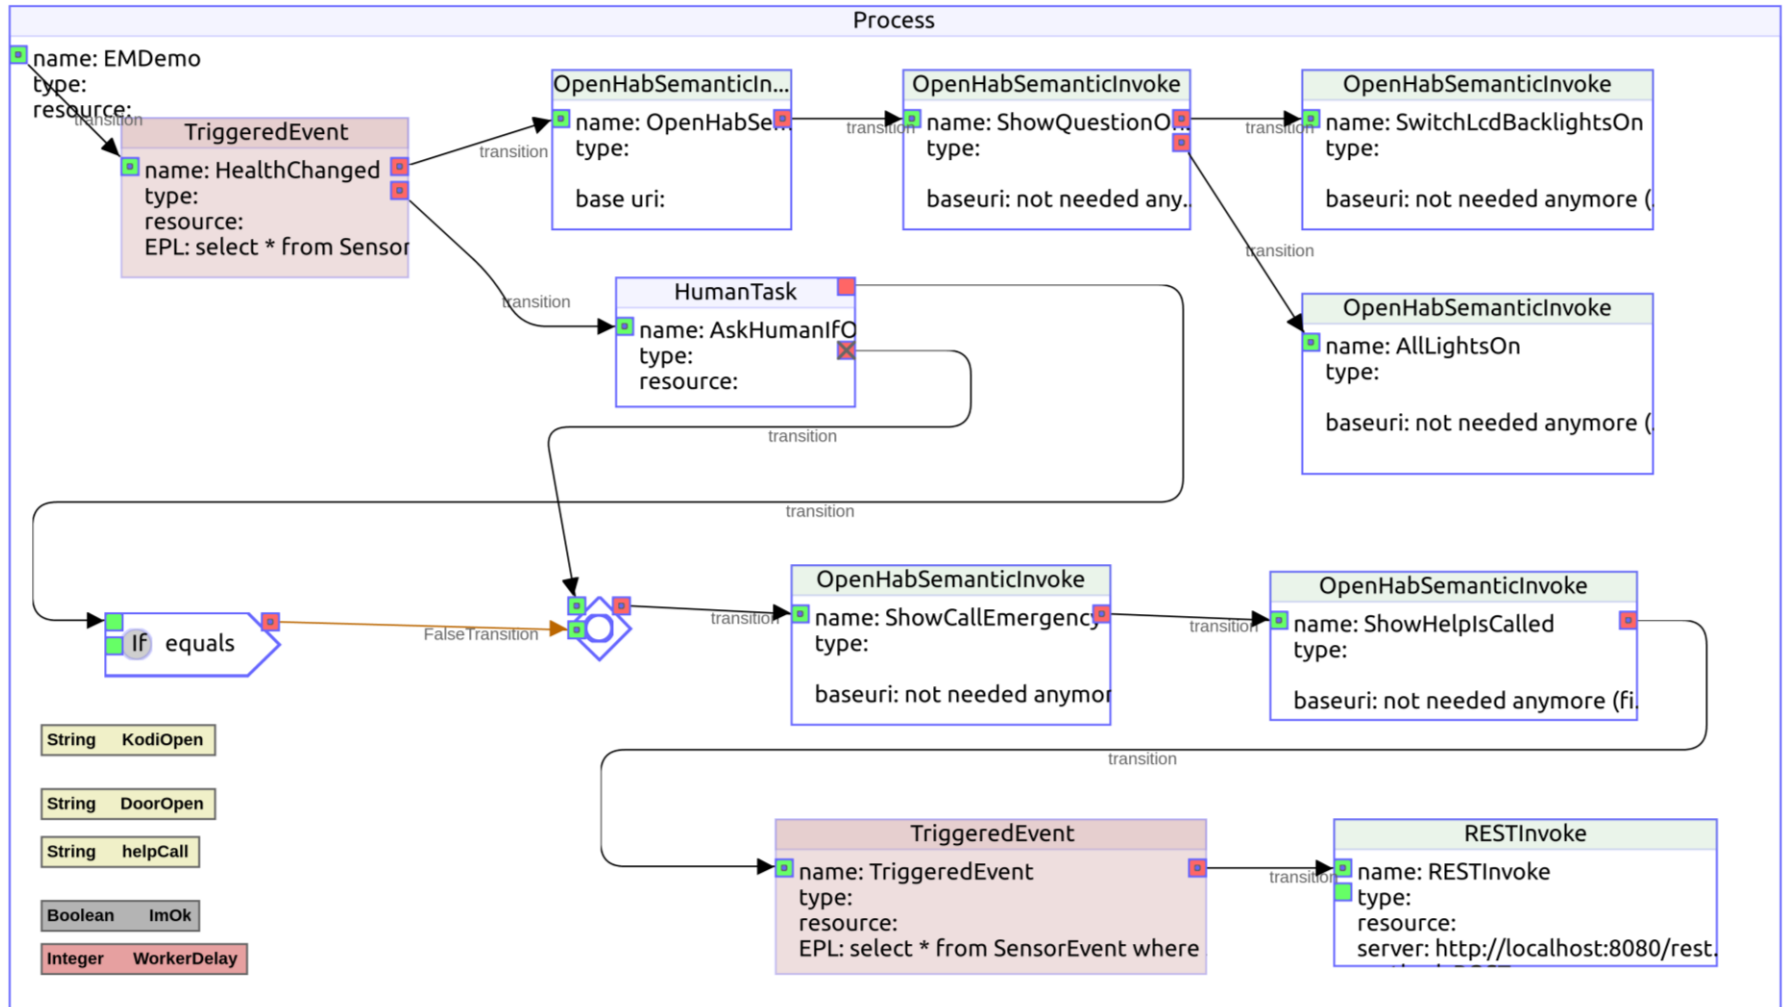 Process
name: EMDemo
type:
resource:
transition
TriggeredEvent
name: HealthChanged
type:
resource:
EPL: select * from Sensor
transition
OpenHabSemanticIn...
name: OpenHabSem
type:
base uri:
transition
OpenHabSemanticInvoke
name: ShowQuestionO
type:
baseuri: not needed any..
transition
OpenHabSemanticInvoke
name: SwitchLcdBacklightsOn
type:
baseuri: not needed anymore (.
transition
OpenHabSemanticInvoke
name: AllLightsOn
type:
baseuri: not needed anymore (.
transition
HumanTask
name: AskHumanIfO
type:
resource:
transition
transition
If equals
FalseTransition
transition
OpenHabSemanticInvoke
name: ShowCallEmergency
type:
baseuri: not needed anymor
transition
OpenHabSemanticInvoke
name: ShowHelpIsCalled
type:
baseuri: not needed anymore (fi.
transition
String KodiOpen
String DoorOpen
String helpCall
Boolean ImOk
Integer WorkerDelay
TriggeredEvent
name: TriggeredEvent
type:
resource:
EPL: select * from SensorEvent where
transition
RESTInvoke
name: RESTInvoke
type:
resource:
server: http://localhost:8080/rest.